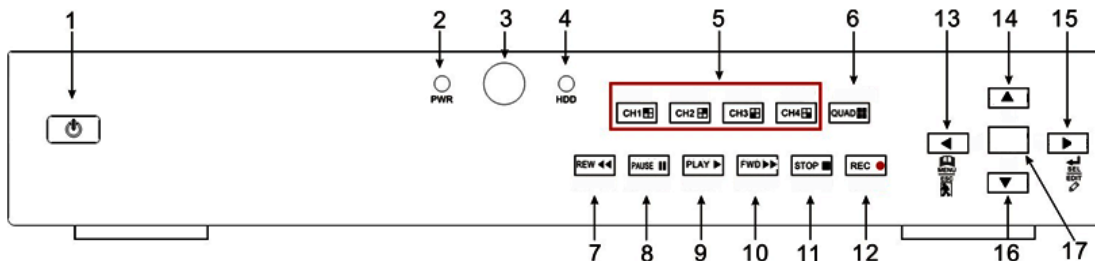 1 2 3 4 5 6 13 14 15
PWR HDD
CH1 CH2 CH3 CH4 QUAD
REW PAUSE PLAY FWD STOP REC
MENU
ESC
SEL
EDIT
7 8 9 10 11 12 16 17